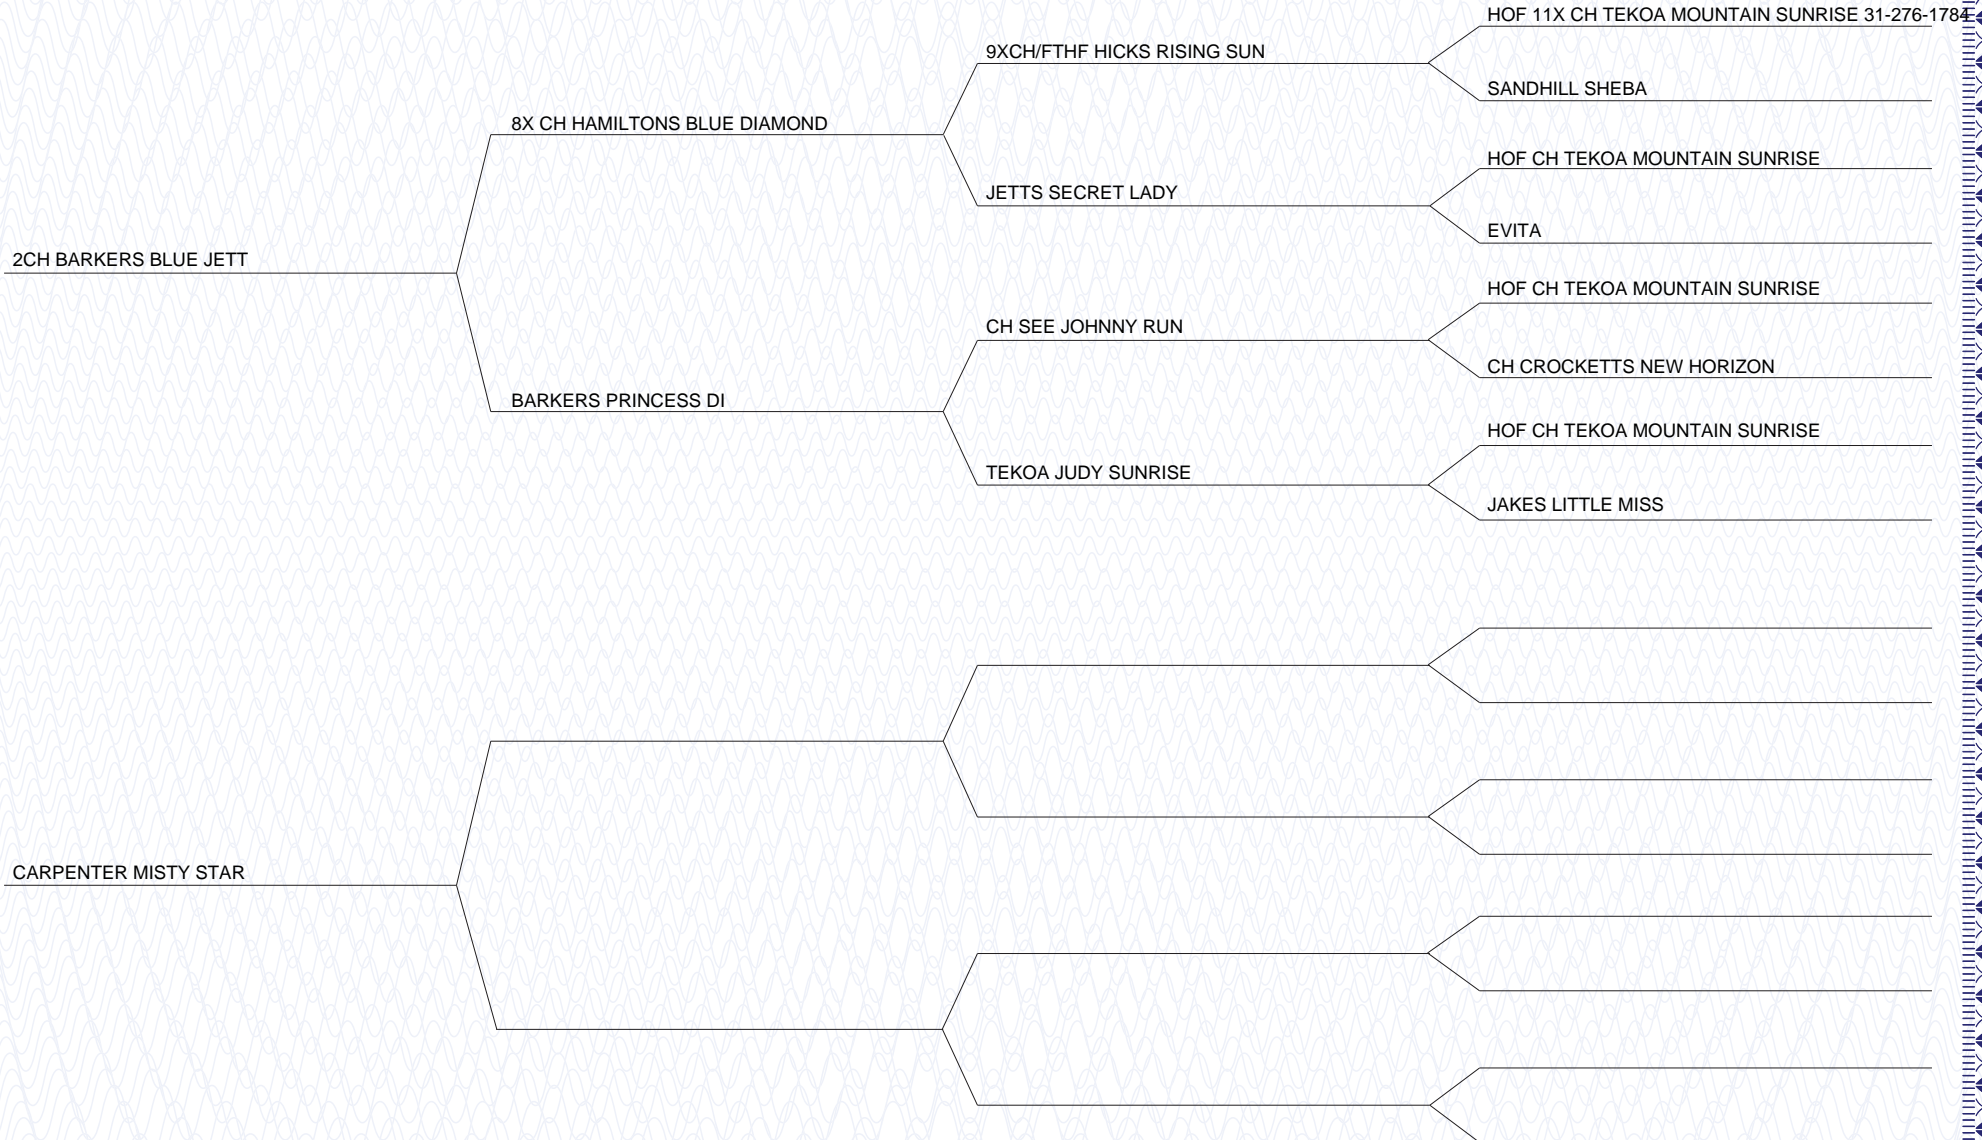 HOF 11X CH TEKOA MOUNTAIN SUNRISE 31-276-1784
9XCH/FTHF HICKS RISING SUN
SANDHILL SHEBA
8X CH HAMILTONS BLUE DIAMOND
HOF CH TEKOA MOUNTAIN SUNRISE
JETTS SECRET LADY
EVITA
2CH BARKERS BLUE JETT
HOF CH TEKOA MOUNTAIN SUNRISE
CH SEE JOHNNY RUN
CH CROCKETTS NEW HORIZON
BARKERS PRINCESS DI
HOF CH TEKOA MOUNTAIN SUNRISE
TEKOA JUDY SUNRISE
JAKES LITTLE MISS
CARPENTER MISTY STAR